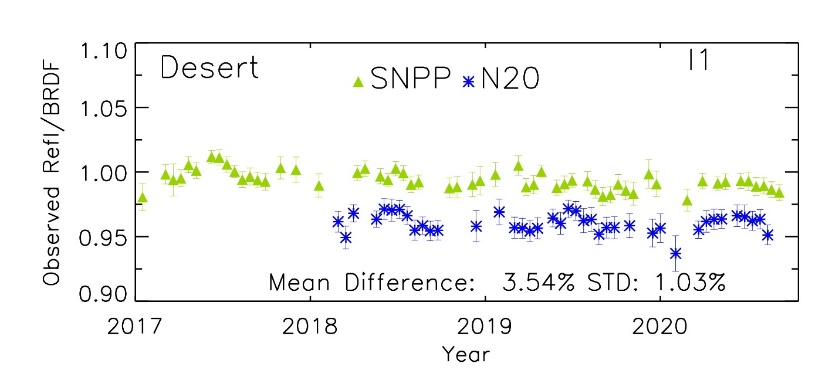 1.10
Desert
I1
SNPP N20
1.05
1.00
0.95
0.90
Observed Refl/BRDF
Mean Difference: 3.54% STD: 1.03%
2017 2018 2019 2020
Year